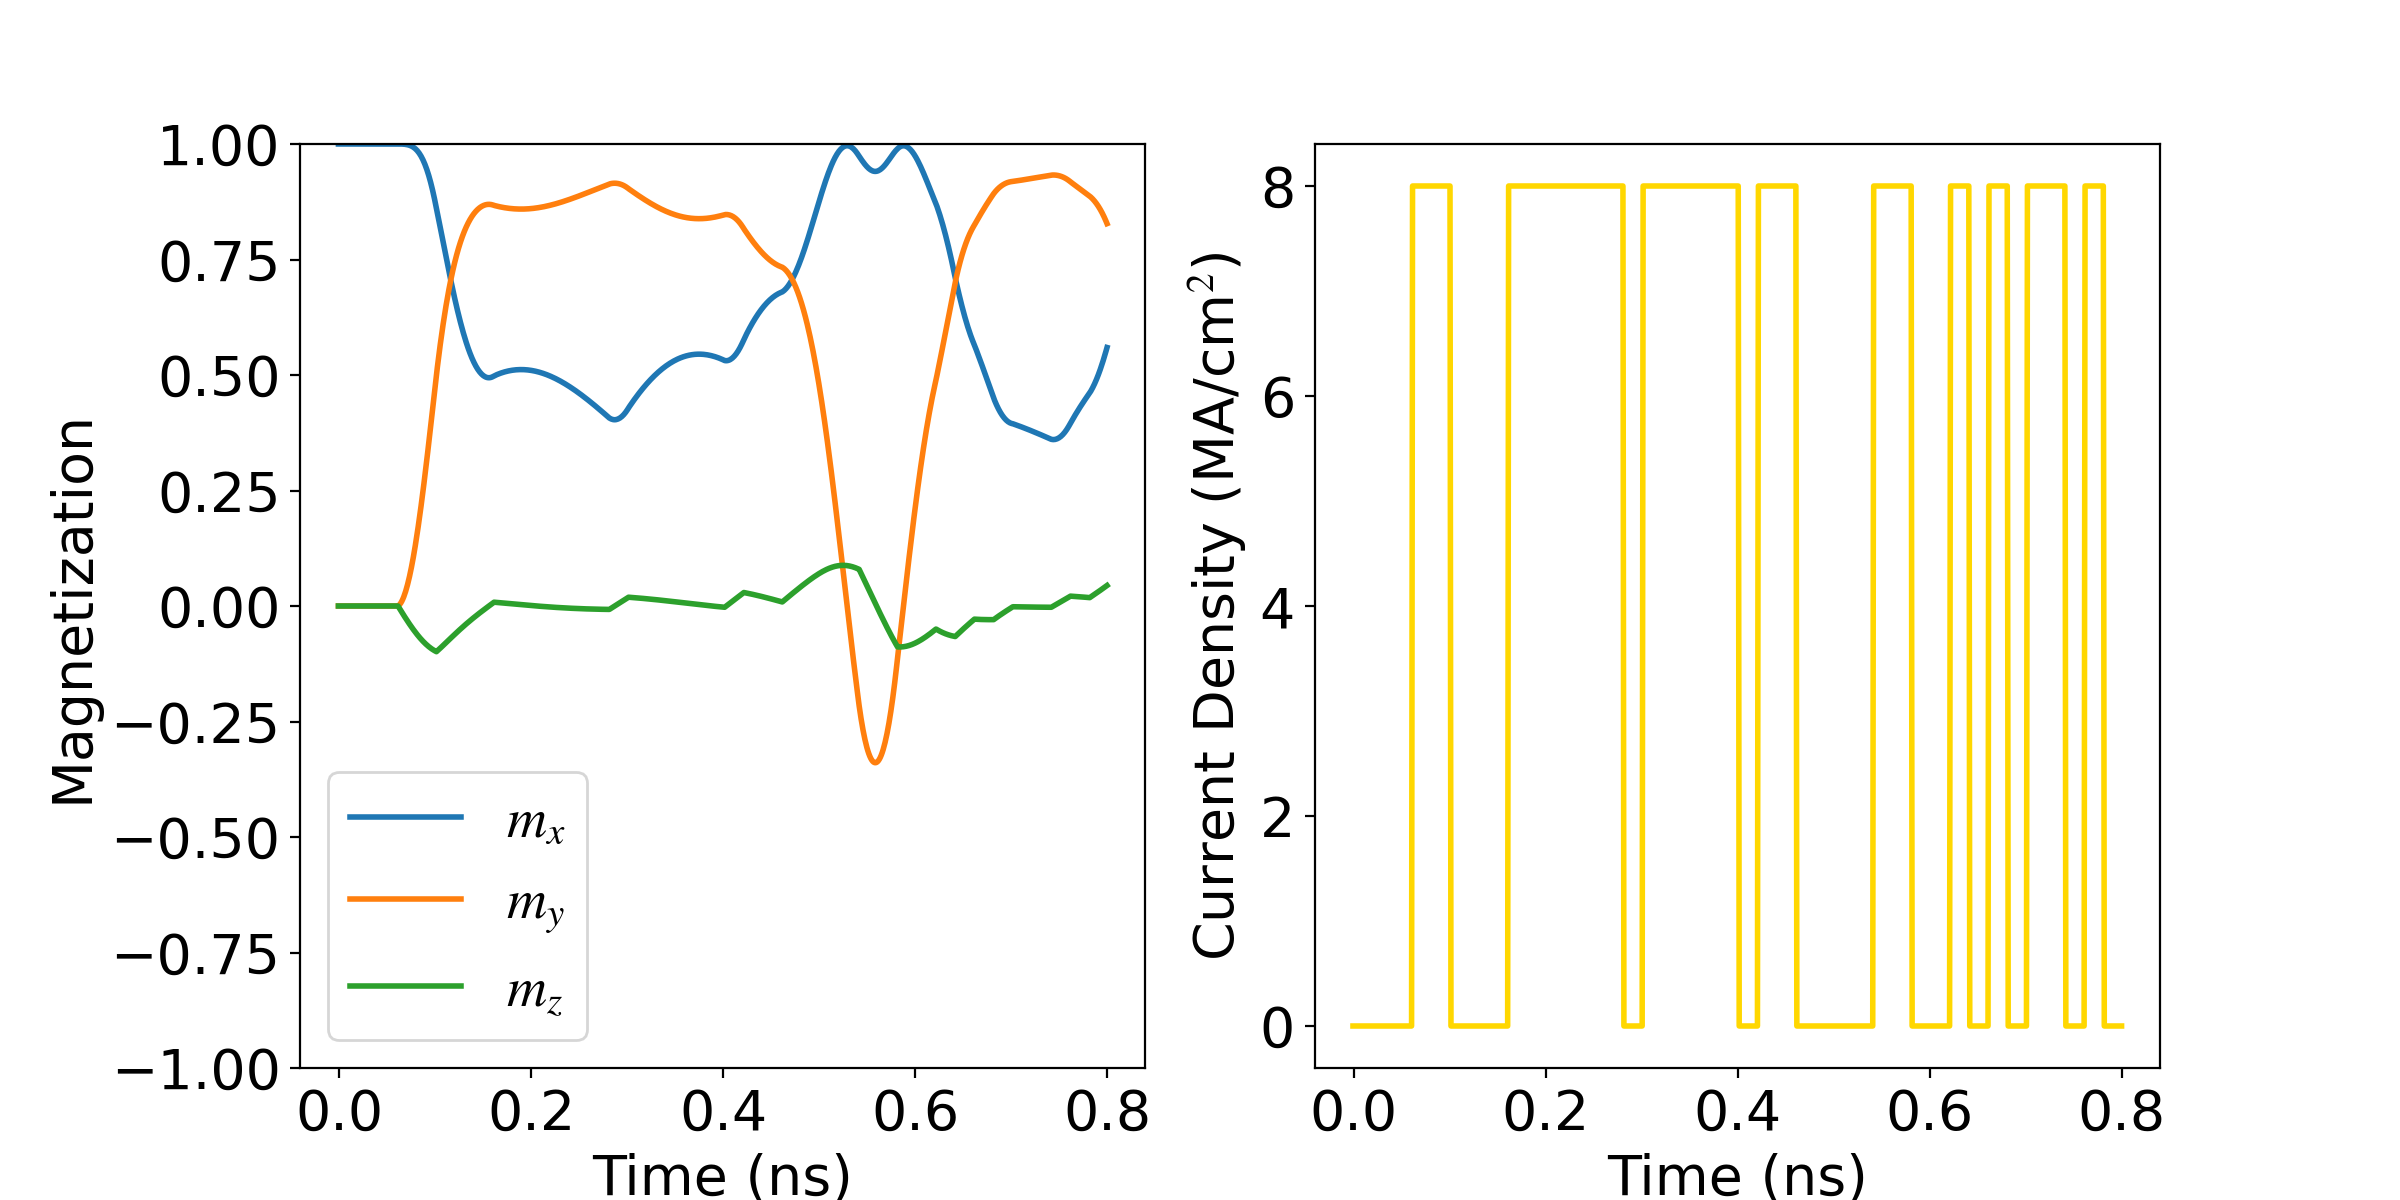 Magnetization
1.00
0.75
0.50
0.25
0.00
−0.25
−0.50
−0.75
−1.00
0.0 0.2 0.4 0.6 0.8
Time (ns)
m_x
m_y
m_z
Current Density (MA/cm²)
8
6
4
2
0
0.0 0.2 0.4 0.6 0.8
Time (ns)